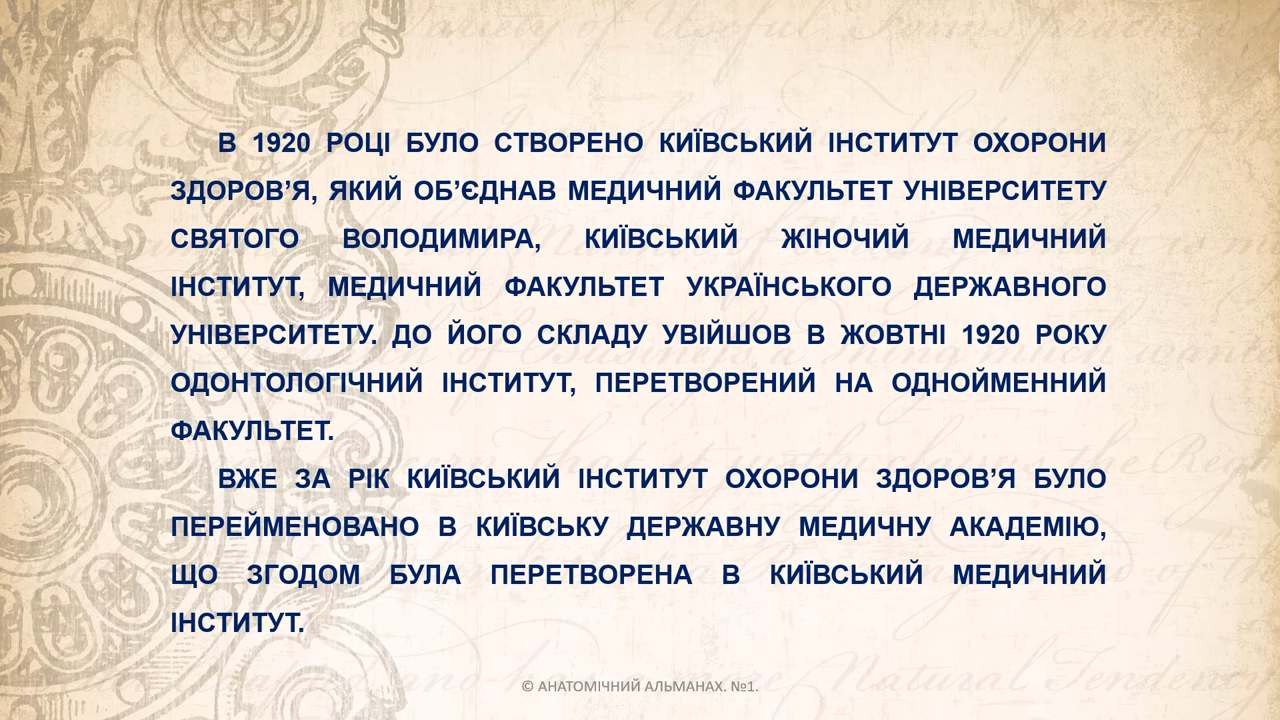 В 1920 РОЦІ БУЛО СТВОРЕНО КИЇВСЬКИЙ ІНСТИТУТ ОХОРОНИ
ЗДОРОВ’Я, ЯКИЙ ОБ’ЄДНАВ МЕДИЧНИЙ ФАКУЛЬТЕТ УНІВЕРСИТЕТУ
СВЯТОГО ВОЛОДИМИРА, КИЇВСЬКИЙ ЖІНОЧИЙ МЕДИЧНИЙ
ІНСТИТУТ, МЕДИЧНИЙ ФАКУЛЬТЕТ УКРАЇНСЬКОГО ДЕРЖАВНОГО
УНІВЕРСИТЕТУ. ДО ЙОГО СКЛАДУ УВІЙШОВ В ЖОВТНІ 1920 РОКУ
ОДОНТОЛОГІЧНИЙ ІНСТИТУТ, ПЕРЕТВОРЕНИЙ НА ОДНОЙМЕННИЙ
ФАКУЛЬТЕТ.
ВЖЕ ЗА РІК КИЇВСЬКИЙ ІНСТИТУТ ОХОРОНИ ЗДОРОВ’Я БУЛО
ПЕРЕЙМЕНОВАНО В КИЇВСЬКУ ДЕРЖАВНУ МЕДИЧНУ АКАДЕМІЮ,
ЩО ЗГОДОМ БУЛА ПЕРЕТВОРЕНА В КИЇВСЬКИЙ МЕДИЧНИЙ
ІНСТИТУТ.
© АНАТОМІЧНИЙ АЛЬМАНАХ. №1.